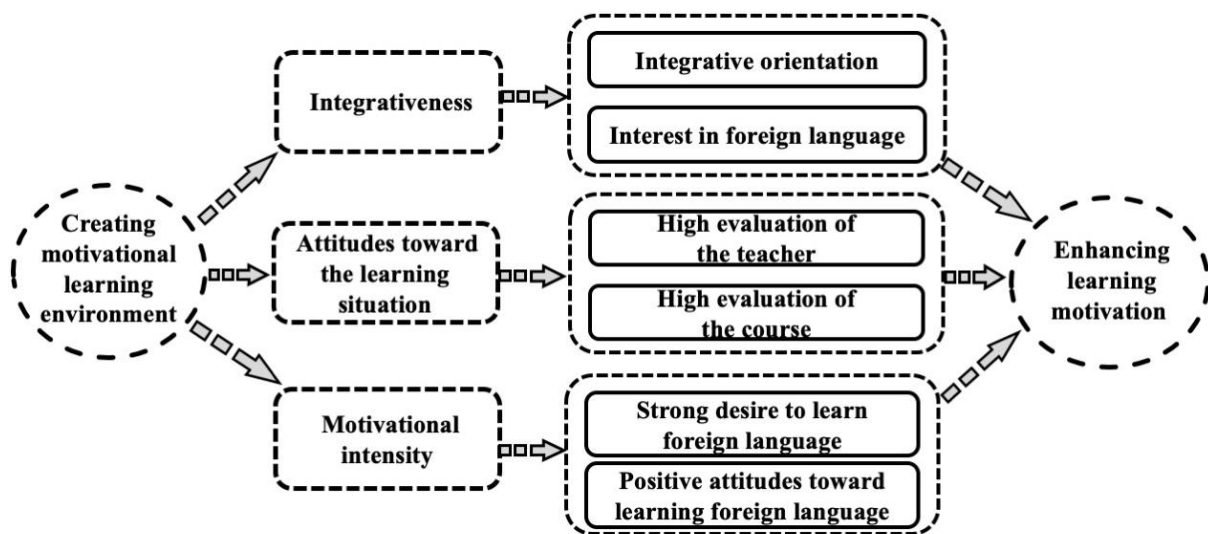 Creating
motivational
learning
environment
Integrativeness
Integrative orientation
Interest in foreign language
Attitudes toward
the learning
situation
High evaluation of
the teacher
High evaluation of
the course
Motivational
intensity
Strong desire to learn
foreign language
Positive attitudes toward
learning foreign language
Enhancing
learning
motivation